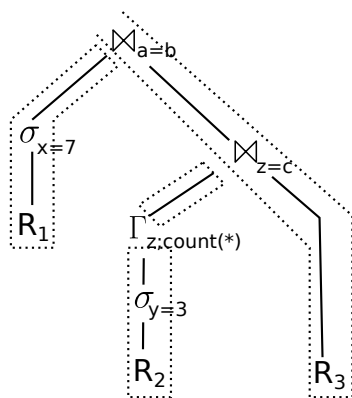 ⋈a=b
σx=7
⋈z=c
R1
Γz;count(*)
σy=3
R2
R3